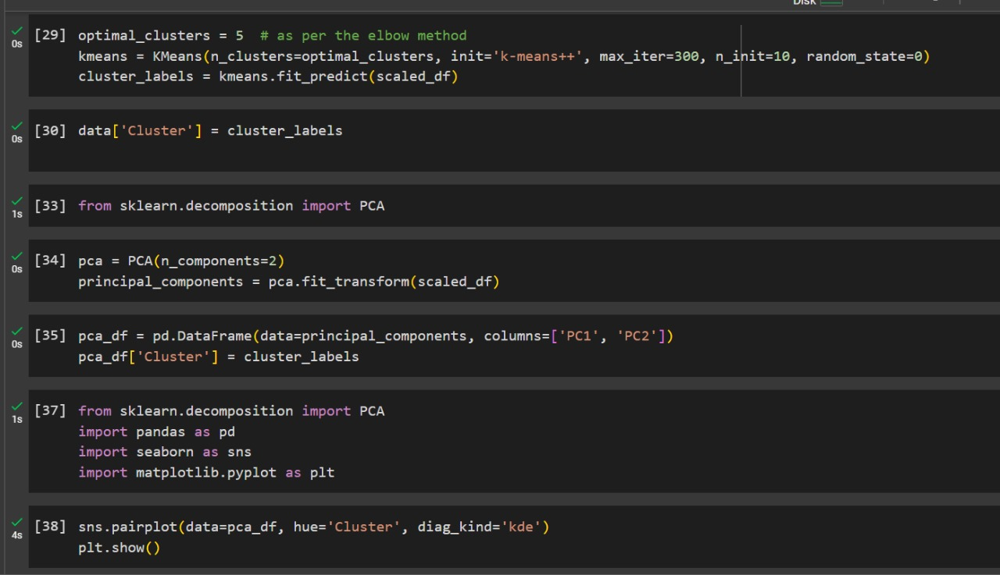 Disk
[29] optimal_clusters = 5  # as per the elbow method
0s
kmeans = KMeans(n_clusters=optimal_clusters, init='k-means++', max_iter=300, n_init=10, random_state=0)
cluster_labels = kmeans.fit_predict(scaled_df)
[30] data['Cluster'] = cluster_labels
0s
[33] from sklearn.decomposition import PCA
1s
[34] pca = PCA(n_components=2)
0s
principal_components = pca.fit_transform(scaled_df)
[35] pca_df = pd.DataFrame(data=principal_components, columns=['PC1', 'PC2'])
0s
pca_df['Cluster'] = cluster_labels
[37] from sklearn.decomposition import PCA
1s
import pandas as pd
import seaborn as sns
import matplotlib.pyplot as plt
[38] sns.pairplot(data=pca_df, hue='Cluster', diag_kind='kde')
4s
plt.show()